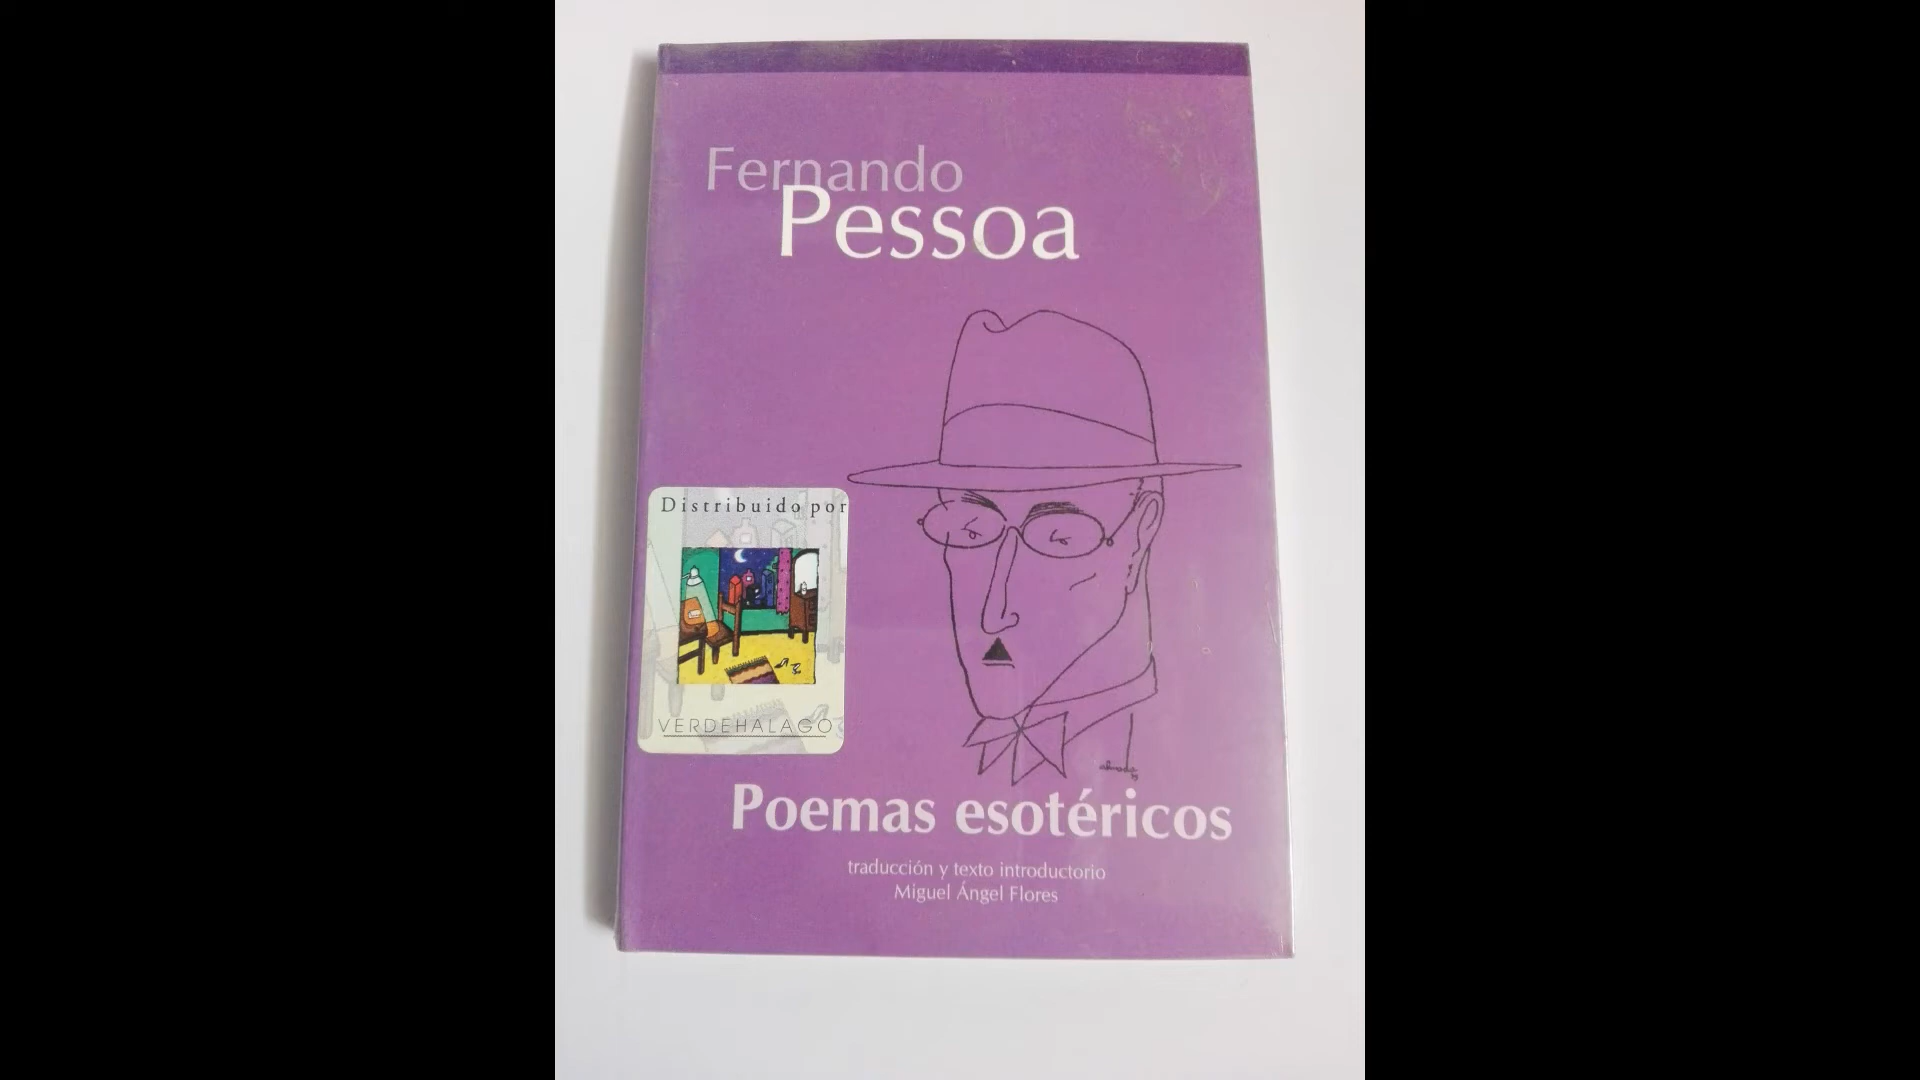 Fernando
Pessoa
Distribuido por
VERDEHALAGO
Poemas esotéricos
traducción y texto introductorio
Miguel Ángel Flores